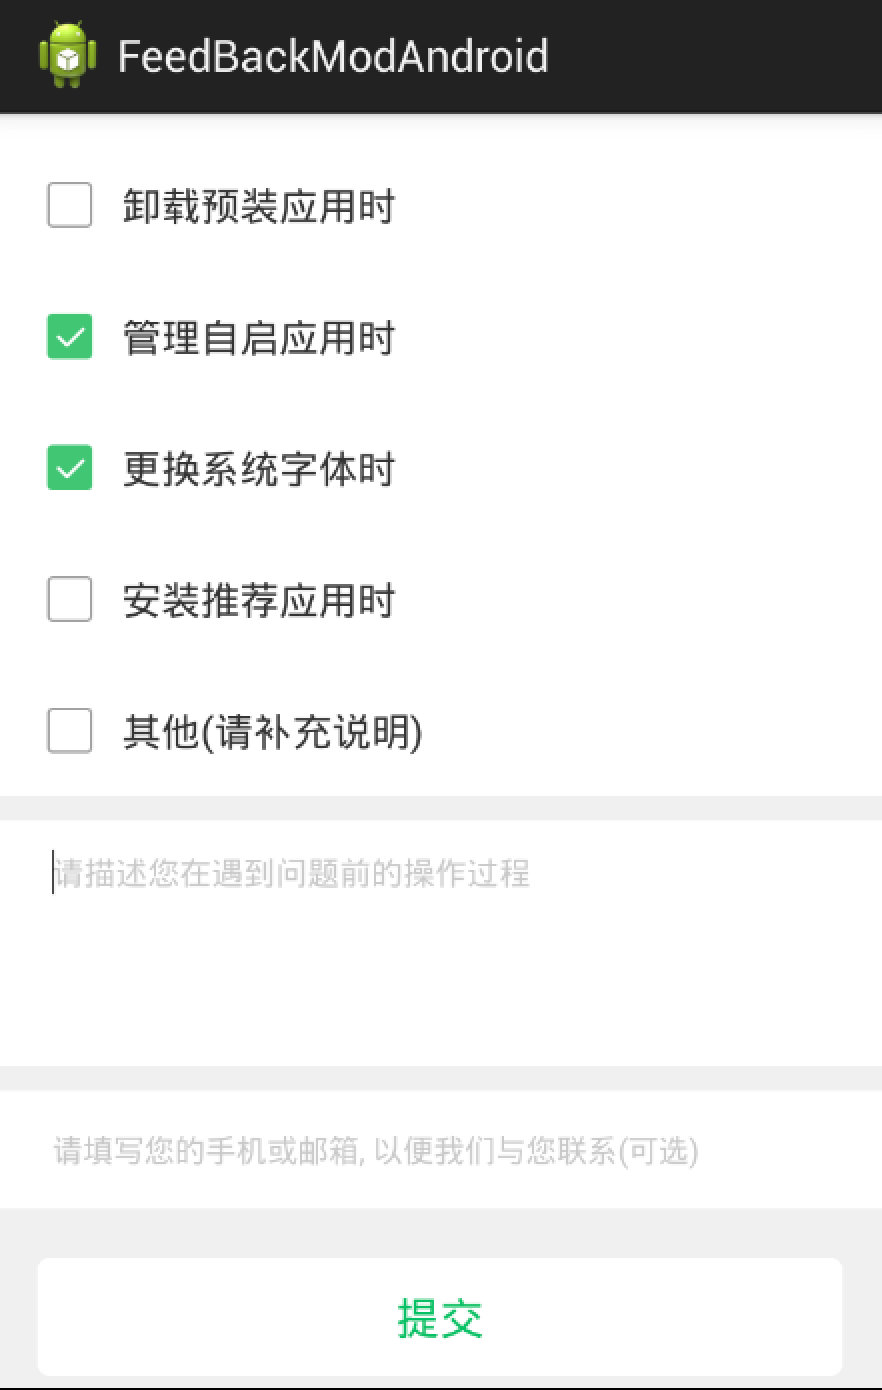 FeedBackModAndroid
卸载预装应用时
管理自启应用时
更换系统字体时
安装推荐应用时
其他(请补充说明)
请描述您在遇到问题前的操作过程
请填写您的手机或邮箱,以便我们与您联系(可选)
提交